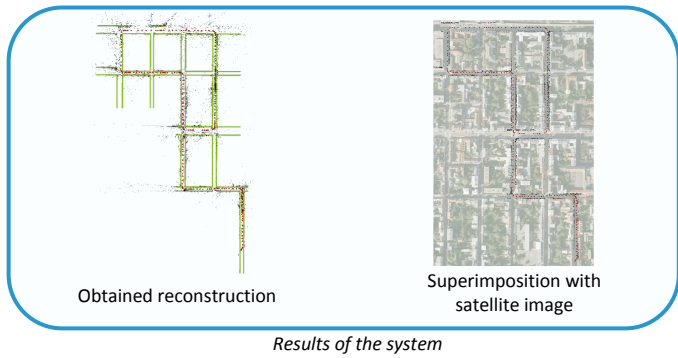 Obtained reconstruction
Superimposition with
satellite image
Results of the system